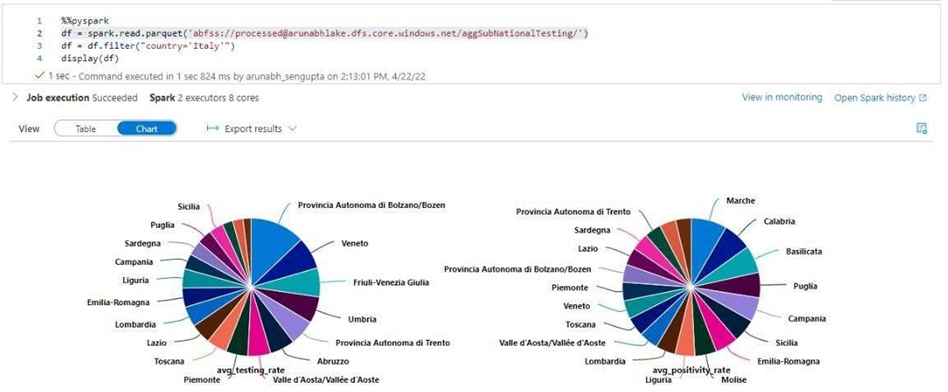 1 %%pyspark
2 df = spark.read.parquet('abfss://processed@arunabhlake.dfs.core.windows.net/aggSubNationalTesting/')
3 df = df.filter("country='Italy'")
4 display(df)
✓ 1 sec - Command executed in 1 sec 824 ms by arunabh_sengupta on 2:13:01 PM, 4/22/22
> Job execution Succeeded Spark 2 executors 8 cores View in monitoring Open Spark history
View Table Chart Export results
Provincia Autonoma di Bolzano/Bozen
Veneto
Friuli-Venezia Giulia
Umbria
Provincia Autonoma di Trento
Abruzzo
Valle d'Aosta/Vallée d'Aoste
Piemonte
Toscana
Lazio
Lombardia
Emilia-Romagna
Liguria
Campania
Sardegna
Puglia
Sicilia
avg_testing_rate
Marche
Calabria
Basilicata
Puglia
Campania
Sicilia
Emilia-Romagna
Molise
Liguria
Lombardia
Valle d'Aosta/Vallée d'Aoste
Toscana
Veneto
Piemonte
Provincia Autonoma di Bolzano/Bozen
Lazio
Sardegna
Provincia Autonoma di Trento
avg_positivity_rate